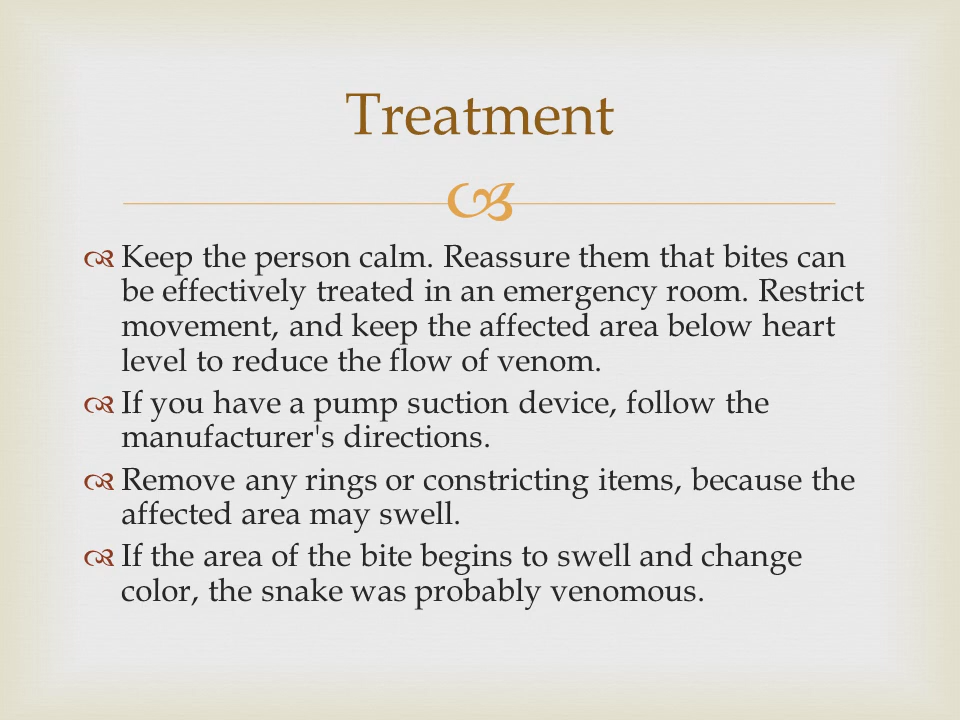 Treatment
Keep the person calm. Reassure them that bites can
be effectively treated in an emergency room. Restrict
movement, and keep the affected area below heart
level to reduce the flow of venom.
If you have a pump suction device, follow the
manufacturer's directions.
Remove any rings or constricting items, because the
affected area may swell.
If the area of the bite begins to swell and change
color, the snake was probably venomous.